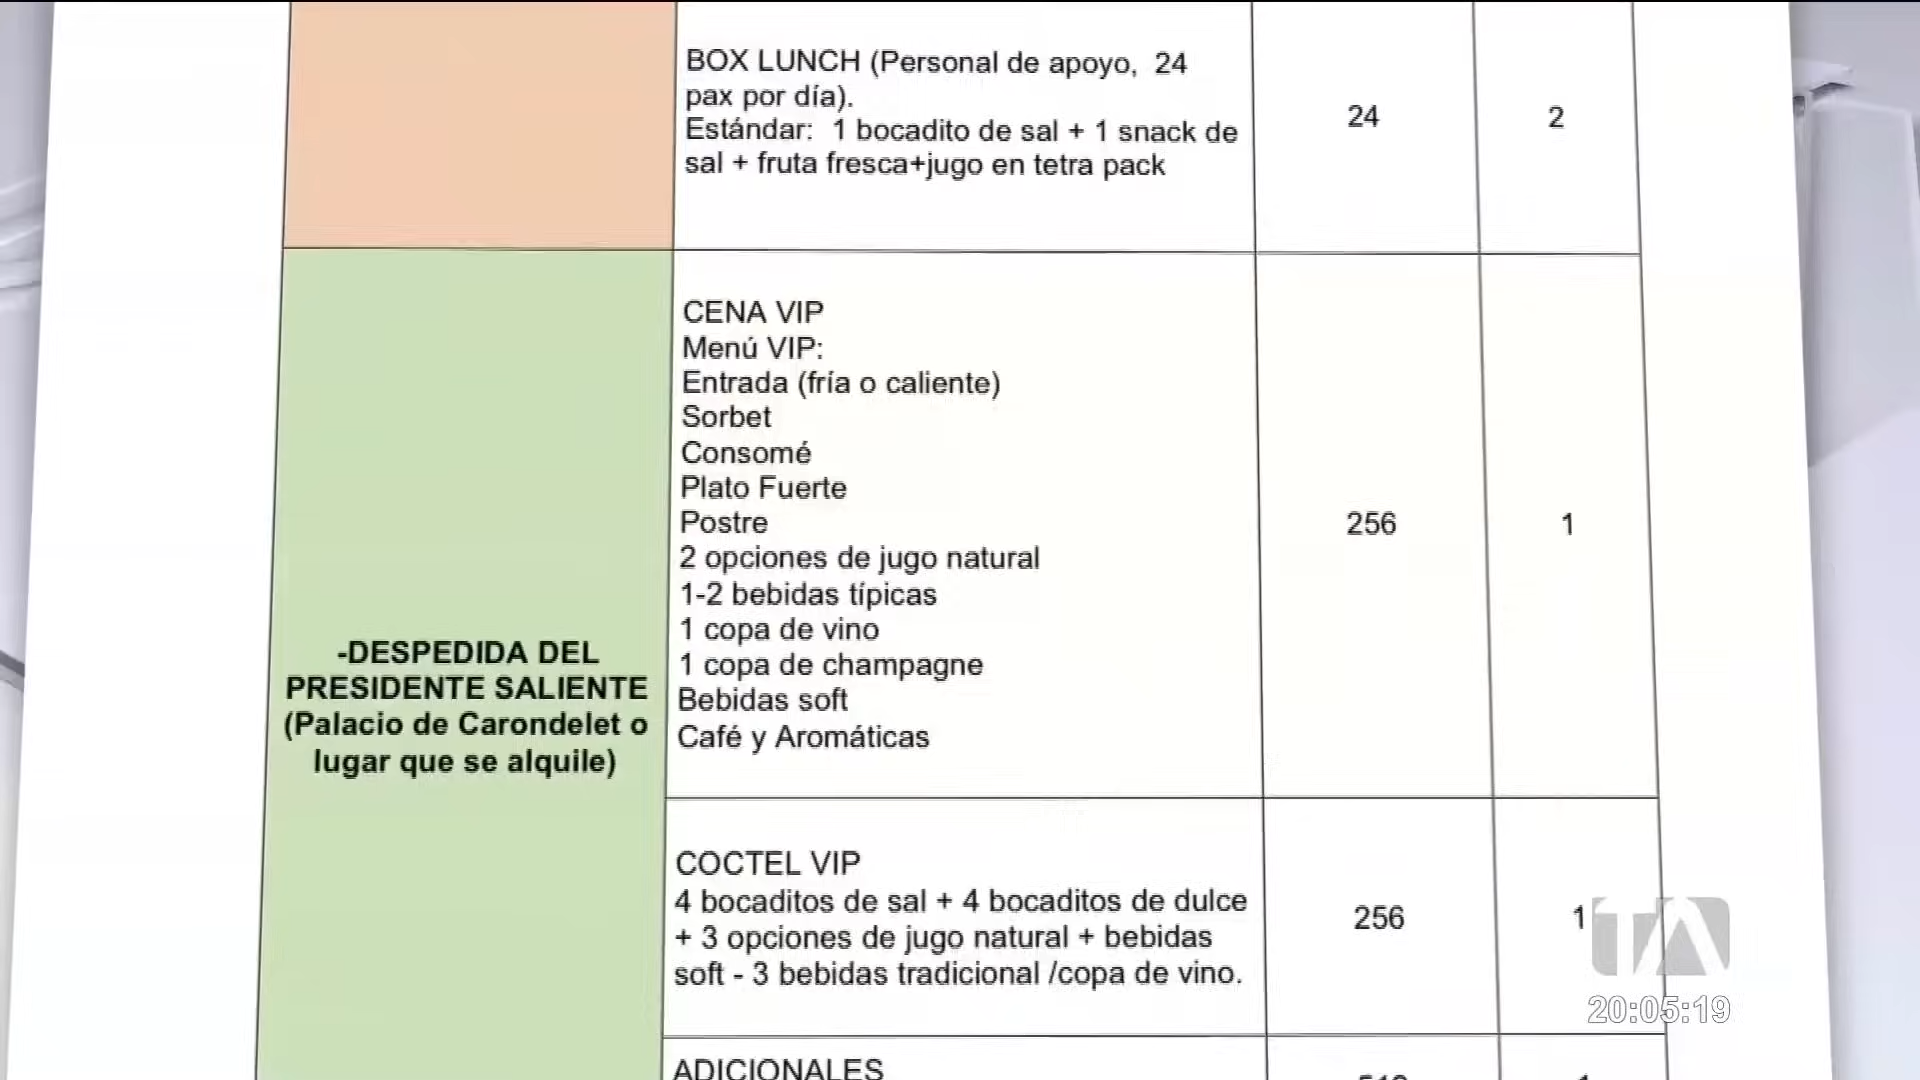 BOX LUNCH (Personal de apoyo, 24
pax por día).
Estándar: 1 bocadito de sal + 1 snack de
sal + fruta fresca+jugo en tetra pack
24
2
-DESPEDIDA DEL
PRESIDENTE SALIENTE
(Palacio de Carondelet o
lugar que se alquile)
CENA VIP
Menú VIP:
Entrada (fría o caliente)
Sorbet
Consomé
Plato Fuerte
Postre
2 opciones de jugo natural
1-2 bebidas típicas
1 copa de vino
1 copa de champagne
Bebidas soft
Café y Aromáticas
256
1
COCTEL VIP
4 bocaditos de sal + 4 bocaditos de dulce
+ 3 opciones de jugo natural + bebidas
soft - 3 bebidas tradicional /copa de vino.
256
1
ADICIONALES
TA
20:05:19